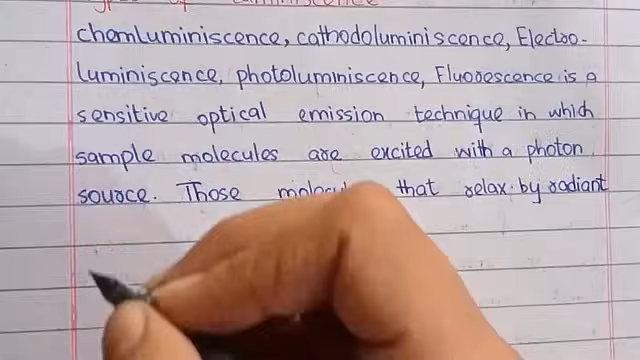 chemluminiscence, cathodoluminiscence, Electro-
luminiscence, photoluminiscence, Fluorescence is a
sensitive optical emission technique in which
sample molecules are excited with a photon
source. Those that relax by radiant